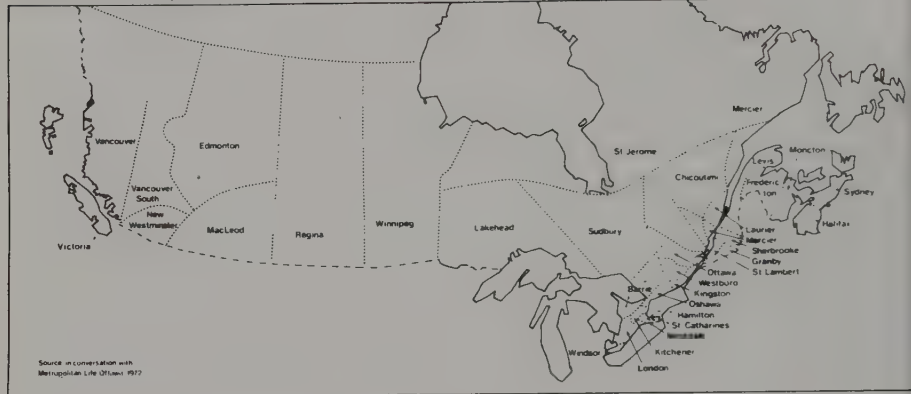 Mercier
Vancouver
Edmonton
St Jerome
Levis
Moncton
Chicoutimi
Frederic
ton
Sydney
Vancouver
South
New
Westminster
MacLeod
Regina
Winnipeg
Lakehead
Sudbury
Halifax
Victoria
Laurier
Mercier
Sherbrooke
Granby
St Lambert
Ottawa
Westboro
Barrie
Kingston
Oshawa
Hamilton
St Catharines
Windsor
Kitchener
London
Source in conversation with
Metropolitan Life Ottawa 1972